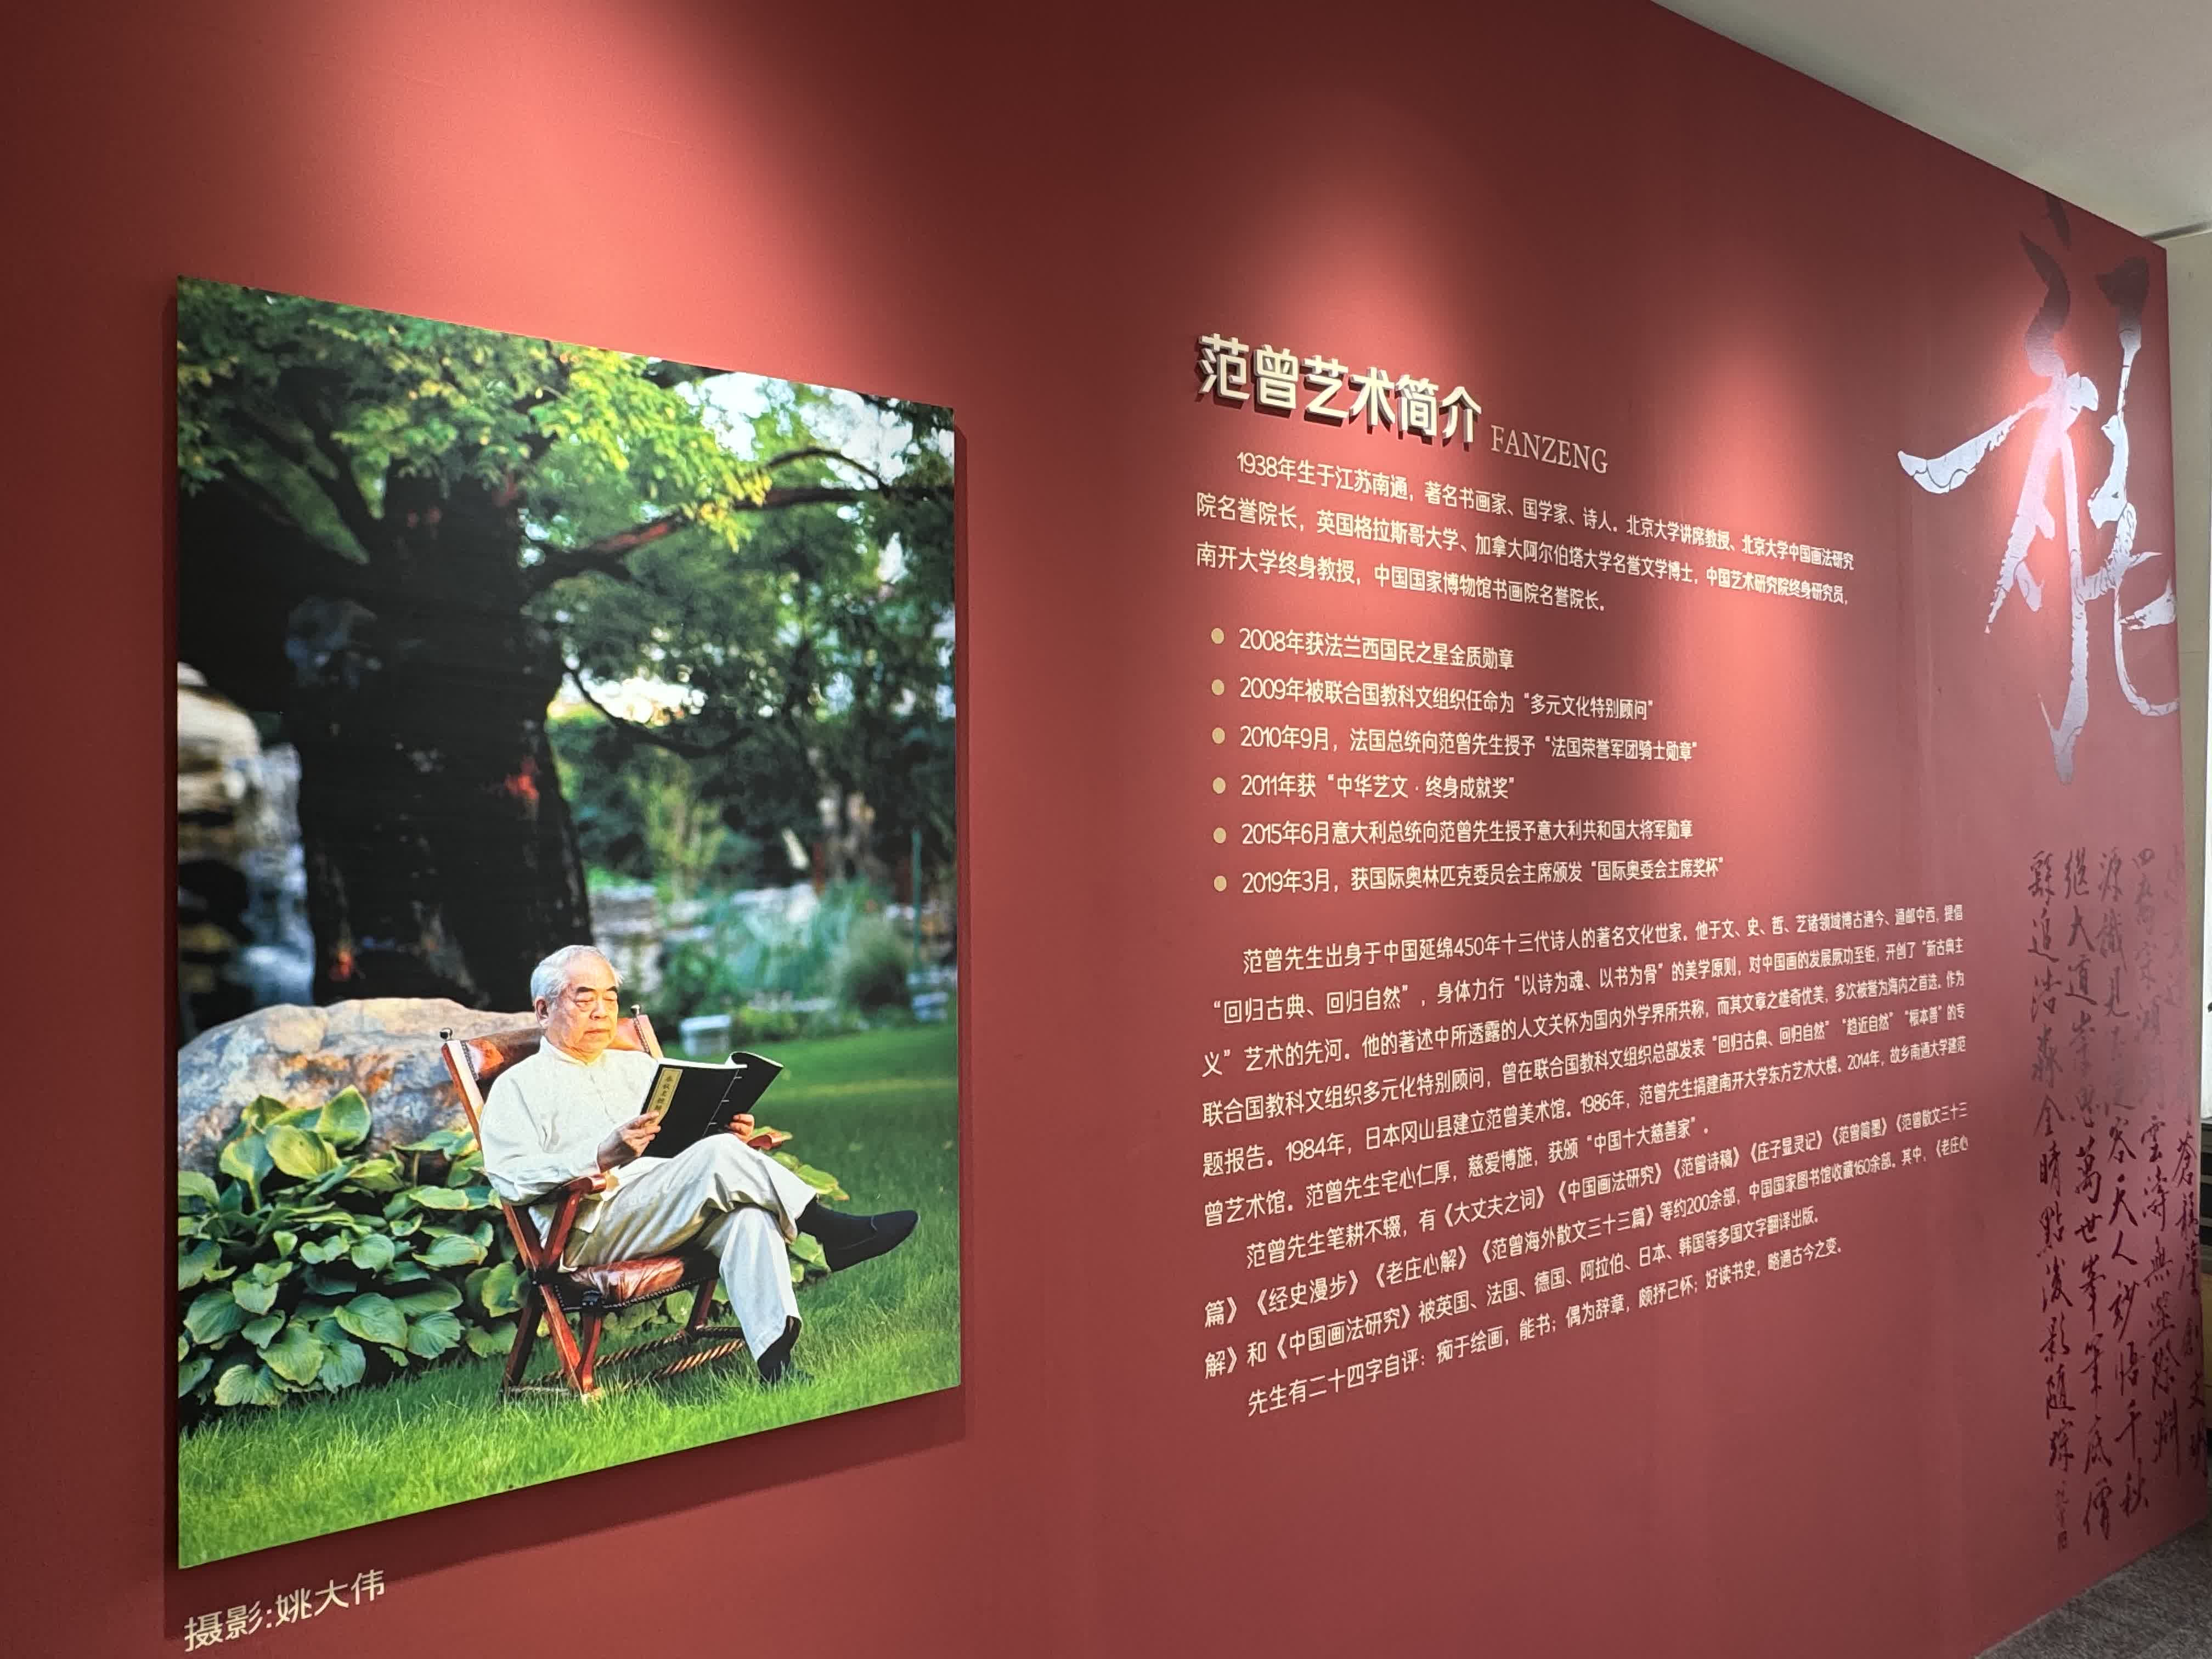 范曾艺术简介 FANZENG
1938年生于江苏南通，著名书画家、国学家、诗人。北京大学讲席教授、北京大学中国画法研究
院名誉院长，英国格拉斯哥大学、加拿大阿尔伯塔大学名誉文学博士，中国艺术研究院终身研究员，
南开大学终身教授，中国国家博物馆书画院名誉院长。
2008年获法兰西国民之星金质勋章
2009年被联合国教科文组织任命为“多元文化特别顾问”
2010年9月，法国总统向范曾先生授予“法国荣誉军团骑士勋章”
2011年获“中华艺文·终身成就奖”
2015年6月意大利总统向范曾先生授予意大利共和国大将军勋章
2019年3月，获国际奥林匹克委员会主席颁发“国际奥委会主席奖杯”
范曾先生出身于中国延绵450年十三代诗人的著名文化世家。他于文、史、哲、艺诸领域博古通今、通邮中西，提倡
“回归古典、回归自然”，身体力行“以诗为魂、以书为骨”的美学原则，对中国画的发展厥功至钜，开创了“新古典主
义”艺术的先河。他的著述中所透露的人文关怀为国内外学界所共称，而其文章之雄奇优美，多次被誉为海内之首选。作为
联合国教科文组织多元化特别顾问，曾在联合国教科文组织总部发表“回归古典、回归自然”“趋近自然”“根本善”的专
题报告。1984年，日本冈山县建立范曾美术馆。1986年，范曾先生捐建南开大学东方艺术大楼。2014年，故乡南通大学建范
曾艺术馆。范曾先生宅心仁厚，慈爱博施，获颁“中国十大慈善家”。
范曾先生笔耕不辍，有《大丈夫之词》《中国画法研究》《范曾诗稿》《庄子显灵记》《范曾简墨》《范曾散文三十三
篇》《经史漫步》《老庄心解》《范曾海外散文三十三篇》等约200余部，中国国家图书馆收藏160余部。其中，《老庄心
解》和《中国画法研究》被英国、法国、德国、阿拉伯、日本、韩国等多国文字翻译出版。
先生有二十四字自评：痴于绘画，能书；偶为辞章，颇抒己怀；好读书史，略通古今之变。
摄影:姚大伟